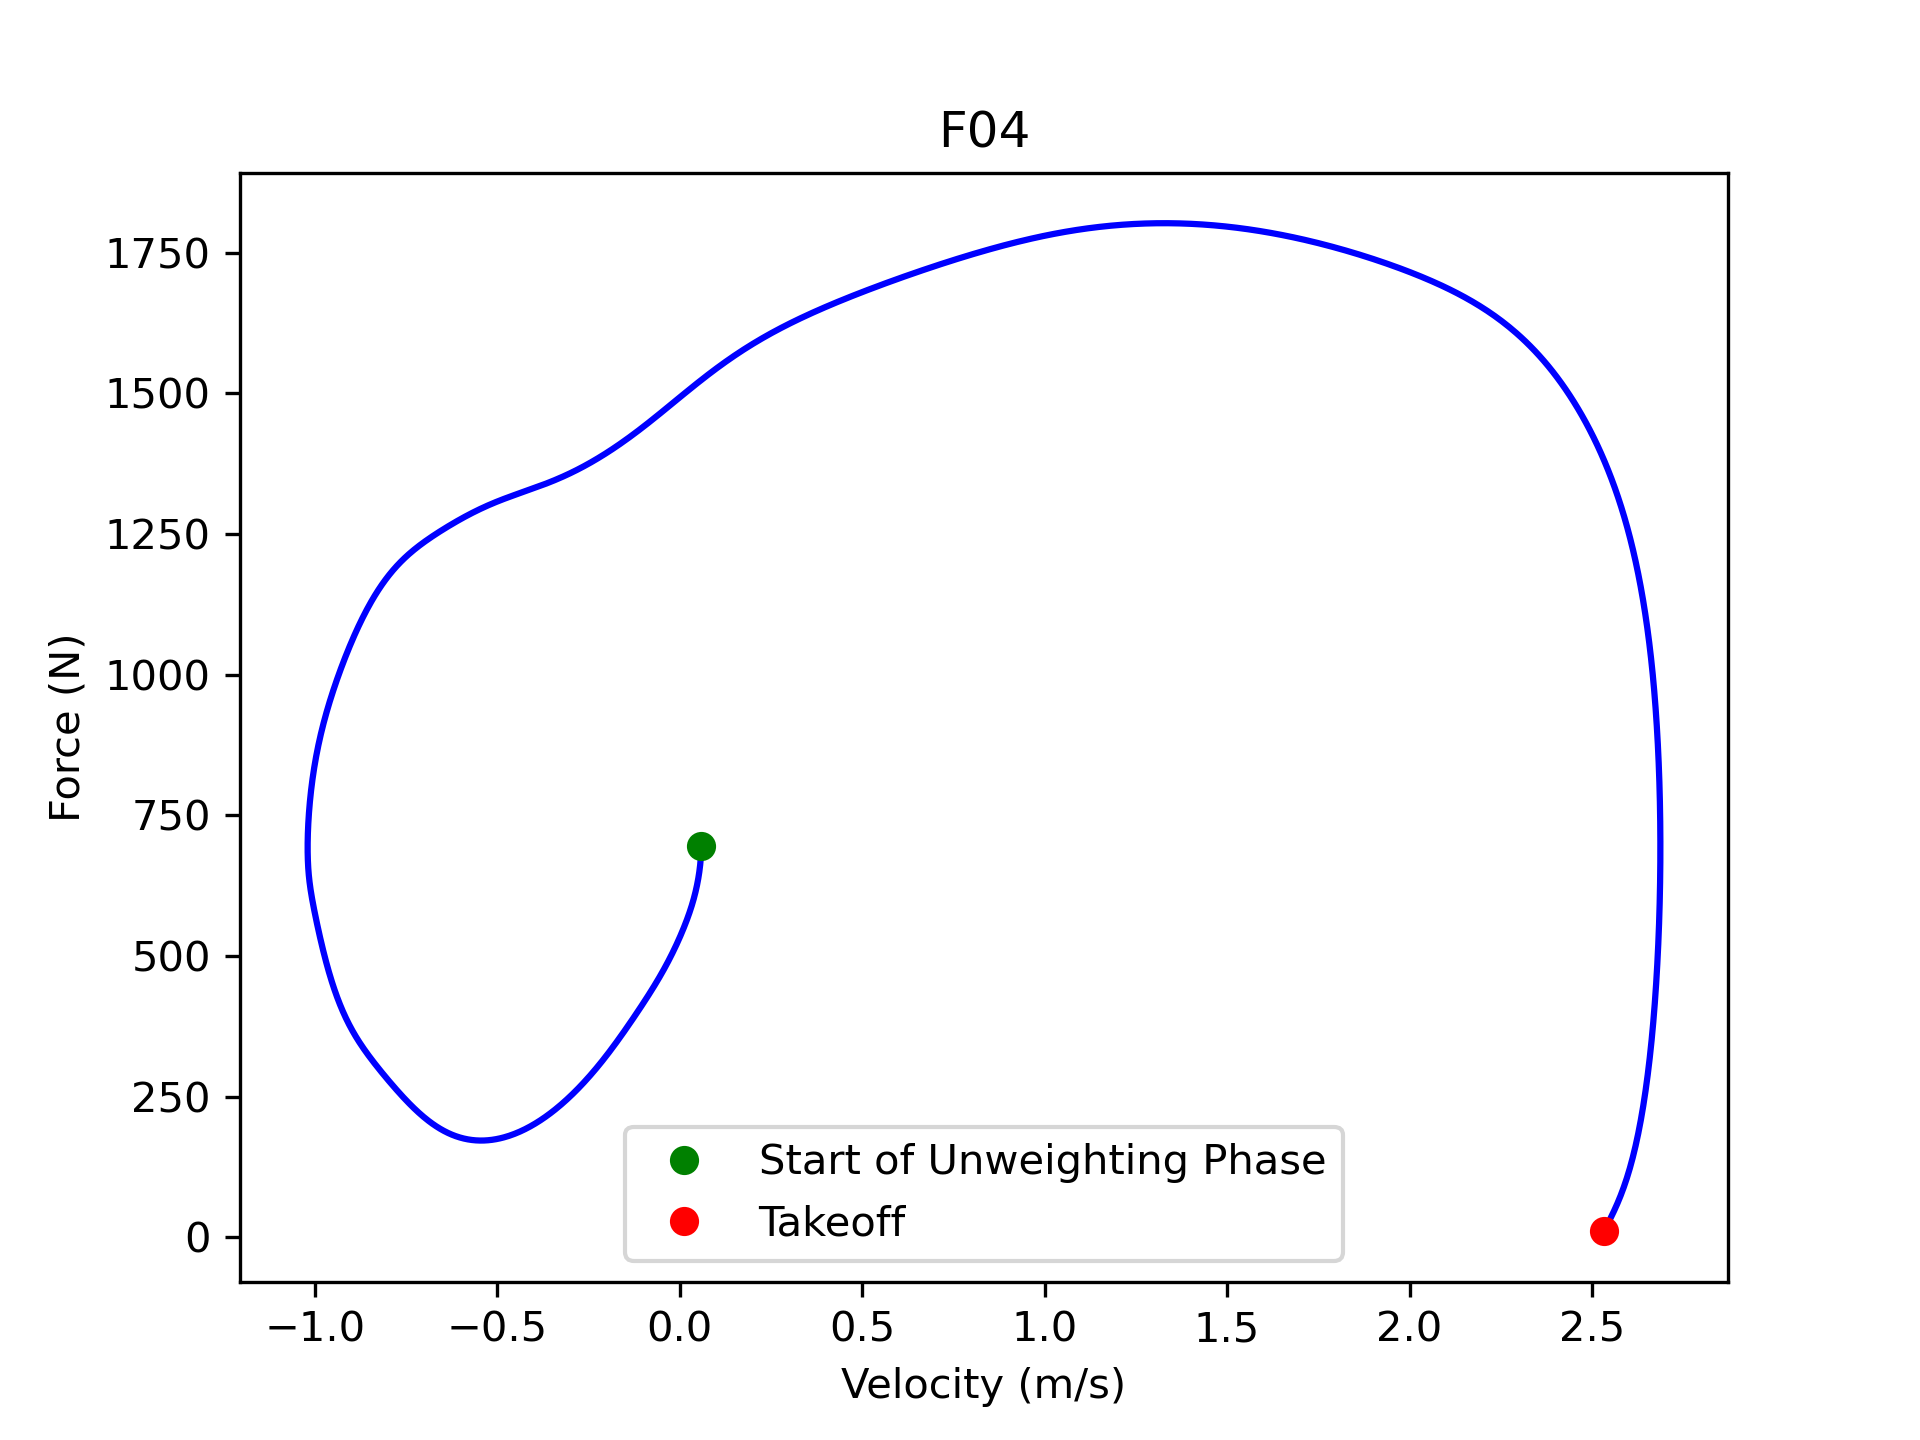 F04
1750
1500
1250
1000
750
500
250
0
Force (N)
Start of Unweighting Phase
Takeoff
−1.0 −0.5 0.0 0.5 1.0 1.5 2.0 2.5
Velocity (m/s)